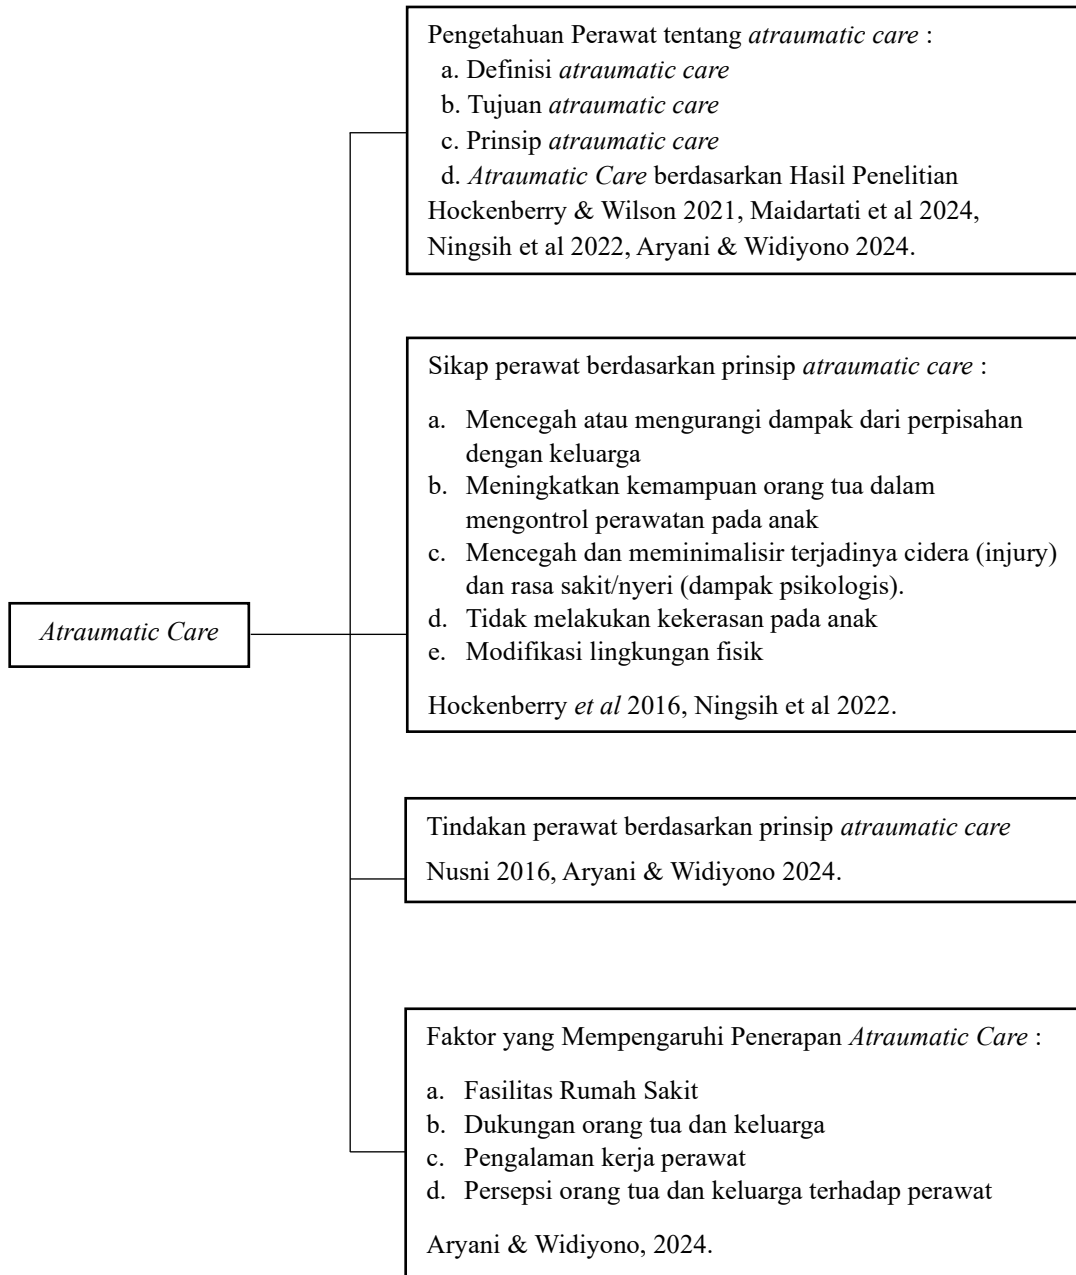 Pengetahuan Perawat tentang atraumatic care :
a. Definisi atraumatic care
b. Tujuan atraumatic care
c. Prinsip atraumatic care
d. Atraumatic Care berdasarkan Hasil Penelitian
Hockenberry & Wilson 2021, Maidartati et al 2024,
Ningsih et al 2022, Aryani & Widiyono 2024.
Sikap perawat berdasarkan prinsip atraumatic care :
a. Mencegah atau mengurangi dampak dari perpisahan
dengan keluarga
b. Meningkatkan kemampuan orang tua dalam
mengontrol perawatan pada anak
c. Mencegah dan meminimalisir terjadinya cidera (injury)
dan rasa sakit/nyeri (dampak psikologis).
d. Tidak melakukan kekerasan pada anak
e. Modifikasi lingkungan fisik
Hockenberry et al 2016, Ningsih et al 2022.
Atraumatic Care
Tindakan perawat berdasarkan prinsip atraumatic care
Nusni 2016, Aryani & Widiyono 2024.
Faktor yang Mempengaruhi Penerapan Atraumatic Care :
a. Fasilitas Rumah Sakit
b. Dukungan orang tua dan keluarga
c. Pengalaman kerja perawat
d. Persepsi orang tua dan keluarga terhadap perawat
Aryani & Widiyono, 2024.